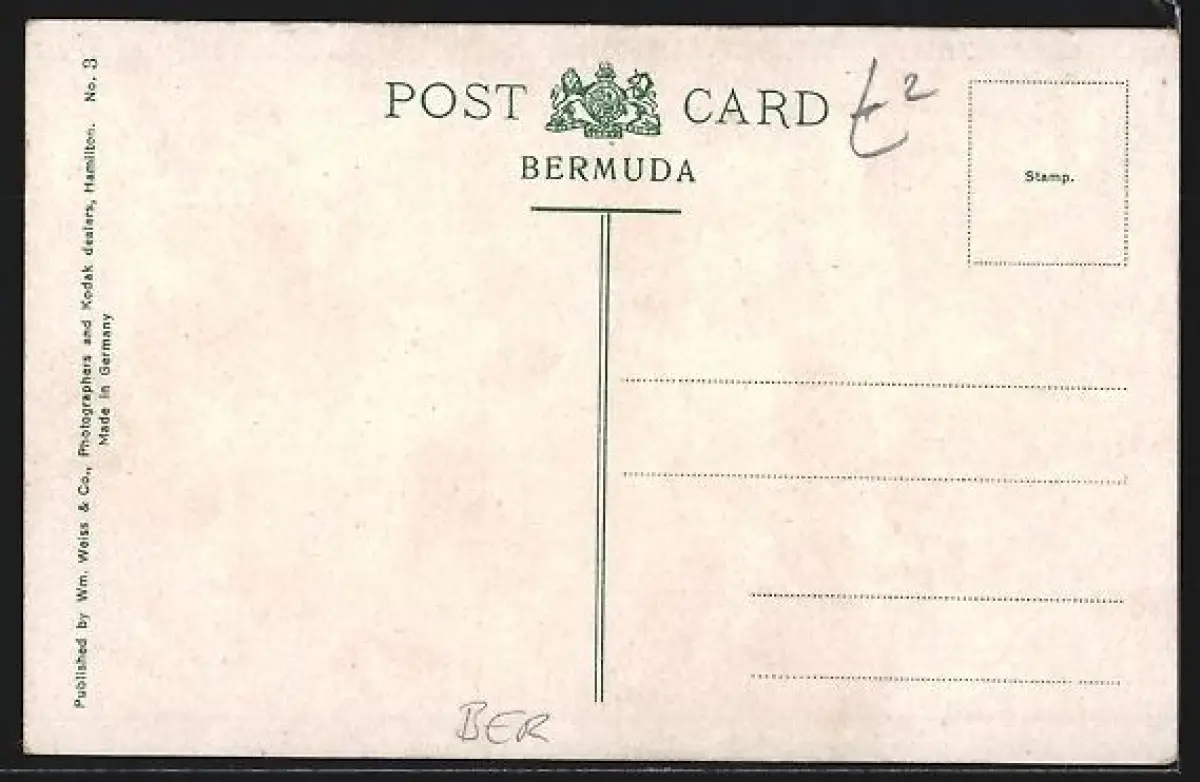 POST CARD £2
BERMUDA
Stamp.
Published by Wm. Weiss & Co., Photographers and Kodak dealers, Hamilton. No. 3
Made in Germany
BER